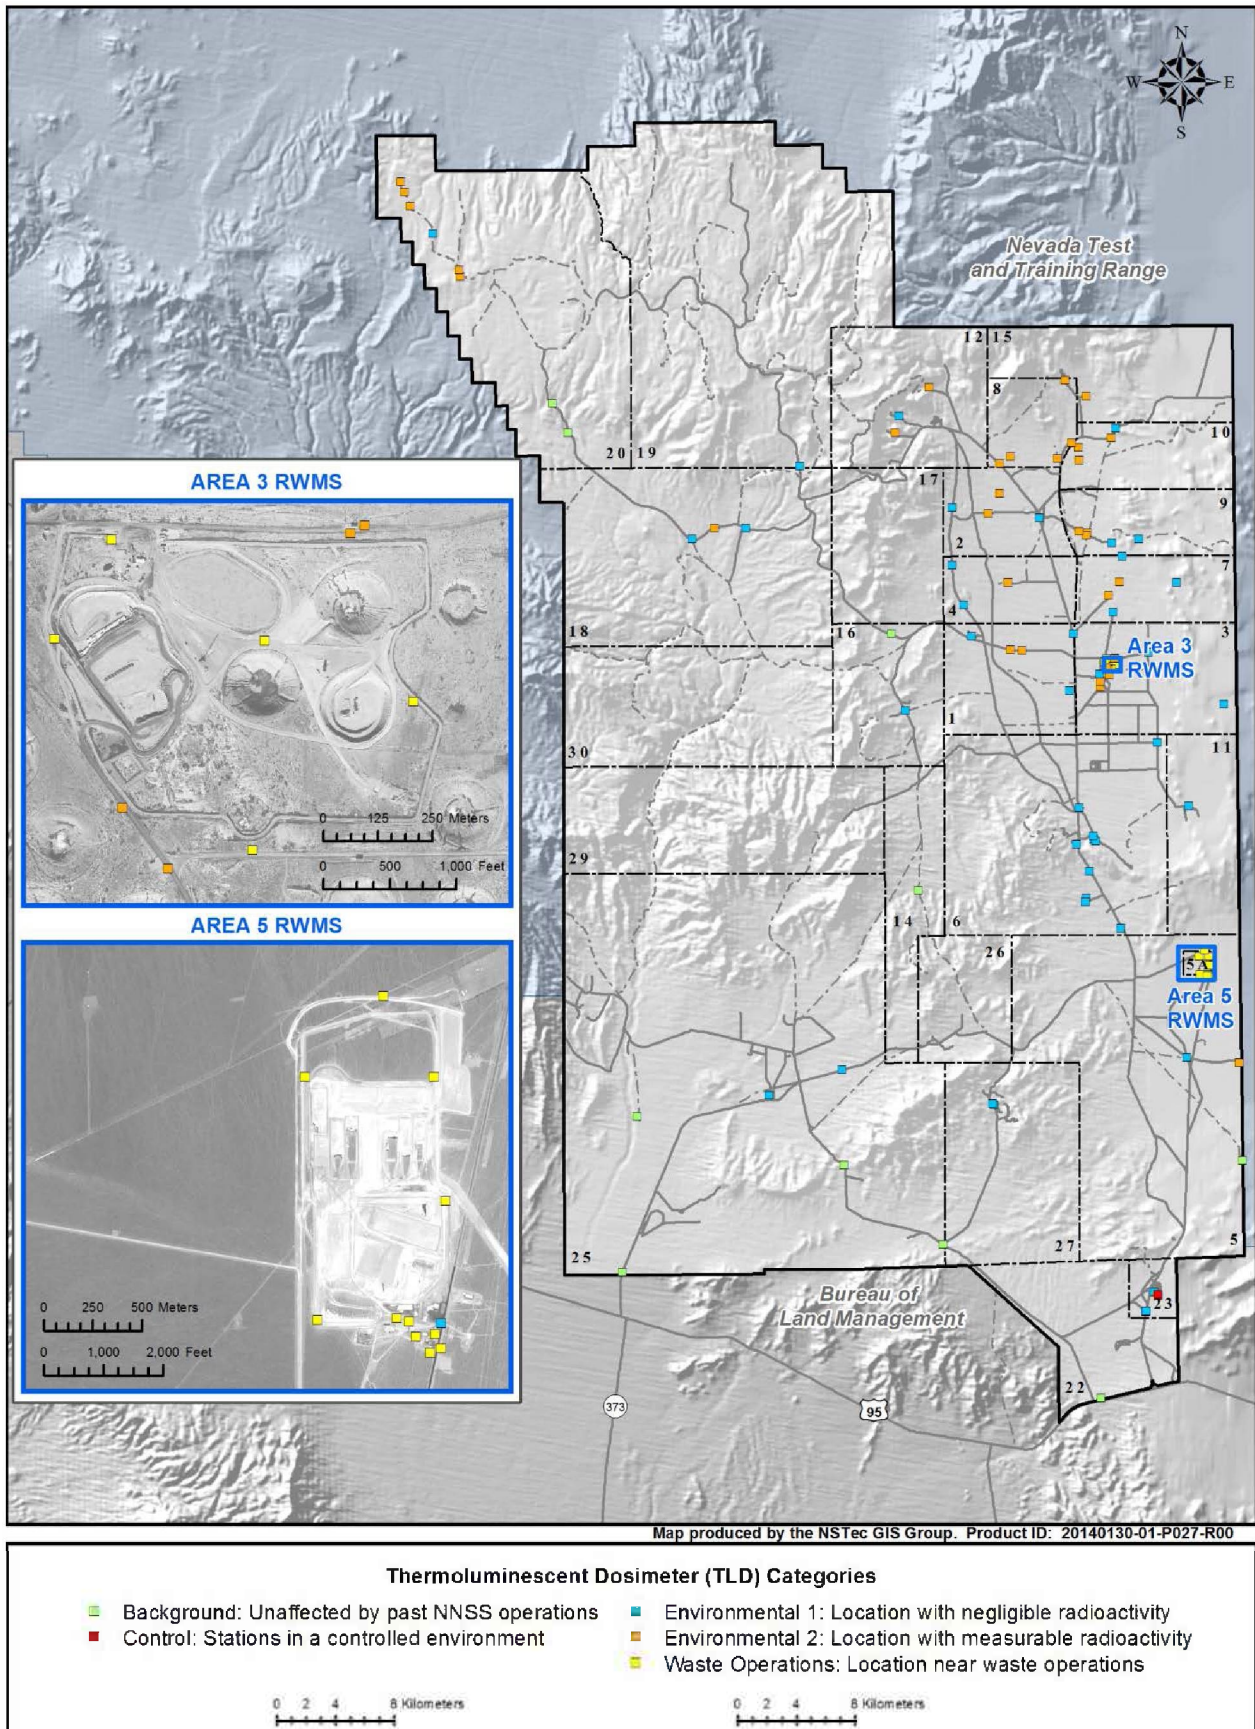 N
W E
S
Nevada Test
and Training Range
12 15
8
10
20 19
17
9
2
7
4
18
16
3
Area 3
RWMS
1
30
11
29
14
6
26
5A
Area 5
RWMS
25
27
5
23
22
Bureau of
Land Management
373
95
AREA 3 RWMS
0 125 250 Meters
0 500 1,000 Feet
AREA 5 RWMS
0 250 500 Meters
0 1,000 2,000 Feet
Map produced by the NSTec GIS Group. Product ID: 20140130-01-P027-R00
Thermoluminescent Dosimeter (TLD) Categories
Background: Unaffected by past NNSS operations
Control: Stations in a controlled environment
Environmental 1: Location with negligible radioactivity
Environmental 2: Location with measurable radioactivity
Waste Operations: Location near waste operations
0 2 4 8 Kilometers
0 2 4 8 Kilometers